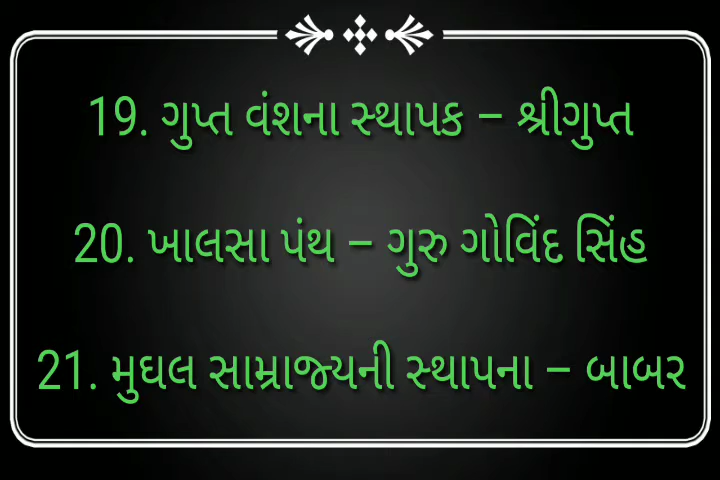 19. ગુપ્ત વંશના સ્થાપક – શ્રીગુપ્ત
20. ખાલસા પંથ – ગુરુ ગોવિંદ સિંહ
21. મુઘલ સામ્રાજ્યની સ્થાપના – બાબર